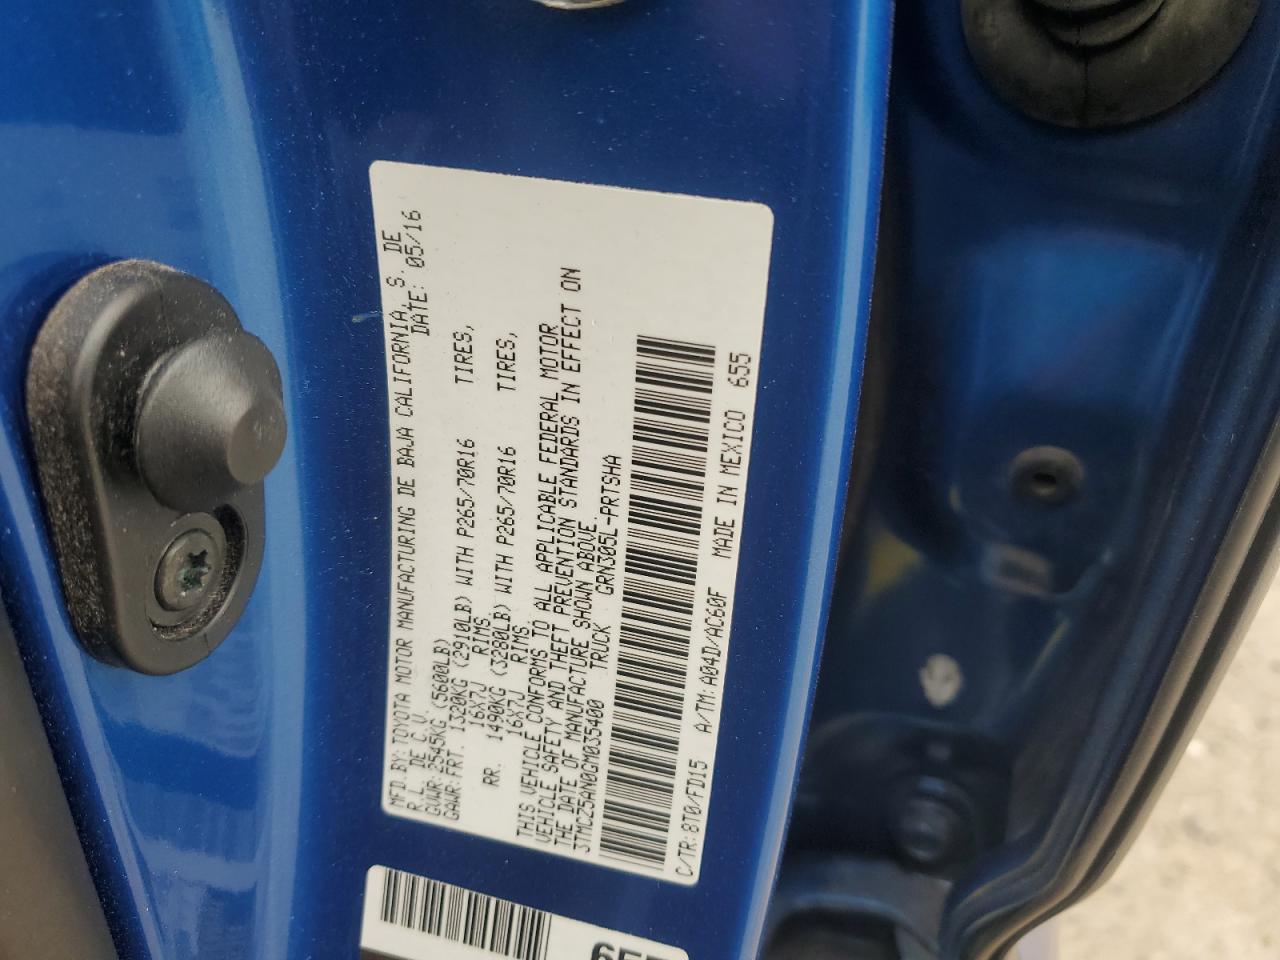 MFD.BY:TOYOTA MOTOR MANUFACTURING DE BAJA CALIFORNIA, S. DE
R.L. DE C.V. DATE: 05/16
GVWR:2545KG (5600LB)
GAWR:FRT. 1320KG (2910LB) WITH P265/70R16 TIRES,
16X7J RIMS
RR. 1490KG (3280LB) WITH P265/70R16 TIRES,
16X7J RIMS
THIS VEHICLE CONFORMS TO ALL APPLICABLE FEDERAL MOTOR
VEHICLE SAFETY AND THEFT PREVENTION STANDARDS IN EFFECT ON
THE DATE OF MANUFACTURE SHOWN ABOVE.
3TMCZ5AN0GM035400 TRUCK GRN305L-PRTSHA
C/TR:8T0/FD15 A/TM:A04D/AC60F MADE IN MEXICO 655